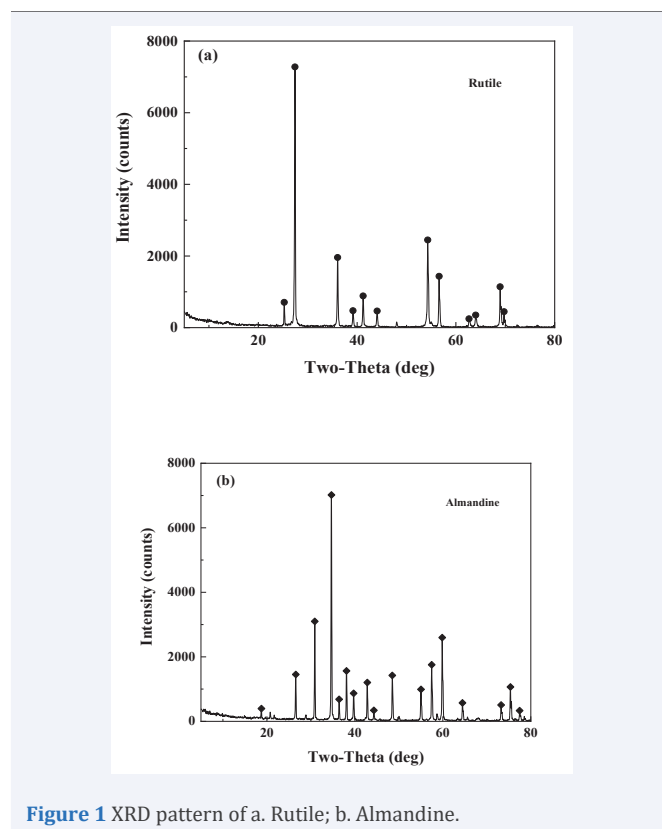 (a)
Rutile
8000
6000
4000
2000
0
Intensity (counts)
20 40 60 80
Two-Theta (deg)
(b)
Almandine
8000
6000
4000
2000
0
Intensity (counts)
20 40 60 80
Two-Theta (deg)
Figure 1 XRD pattern of a. Rutile; b. Almandine.